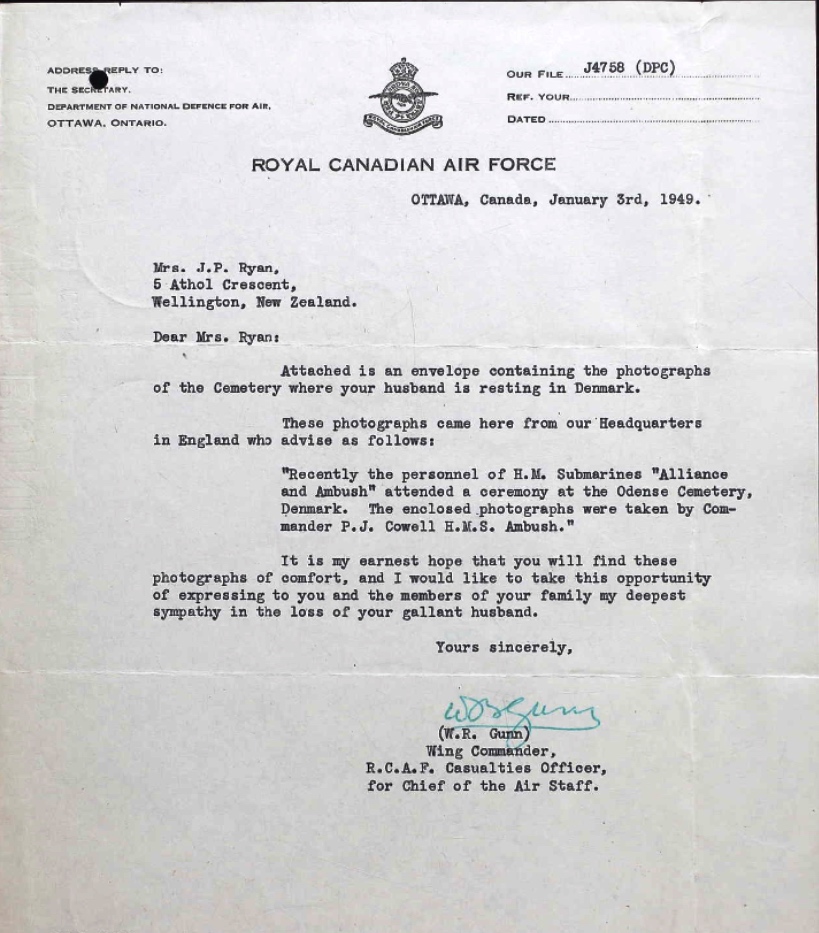 ADDRESS REPLY TO:
THE SECRETARY,
DEPARTMENT OF NATIONAL DEFENCE FOR AIR,
OTTAWA, ONTARIO.
OUR FILE.....J4758 (DPC)
REF. YOUR
DATED
ROYAL CANADIAN AIR FORCE
ROYAL CANADIAN AIR FORCE
OTTAWA, Canada, January 3rd, 1949.
Mrs. J.P. Ryan,
5 Athol Crescent,
Wellington, New Zealand.
Dear Mrs. Ryan:
Attached is an envelope containing the photographs
of the Cemetery where your husband is resting in Denmark.
These photographs came here from our Headquarters
in England who advise as follows:
"Recently the personnel of H.M. Submarines "Alliance
and Ambush" attended a ceremony at the Odense Cemetery,
Denmark. The enclosed photographs were taken by Com-
mander P.J. Cowell H.M.S. Ambush."
It is my earnest hope that you will find these
photographs of comfort, and I would like to take this opportunity
of expressing to you and the members of your family my deepest
sympathy in the loss of your gallant husband.
Yours sincerely,
(W.R. Gunn)
Wing Commander,
R.C.A.F. Casualties Officer,
for Chief of the Air Staff.